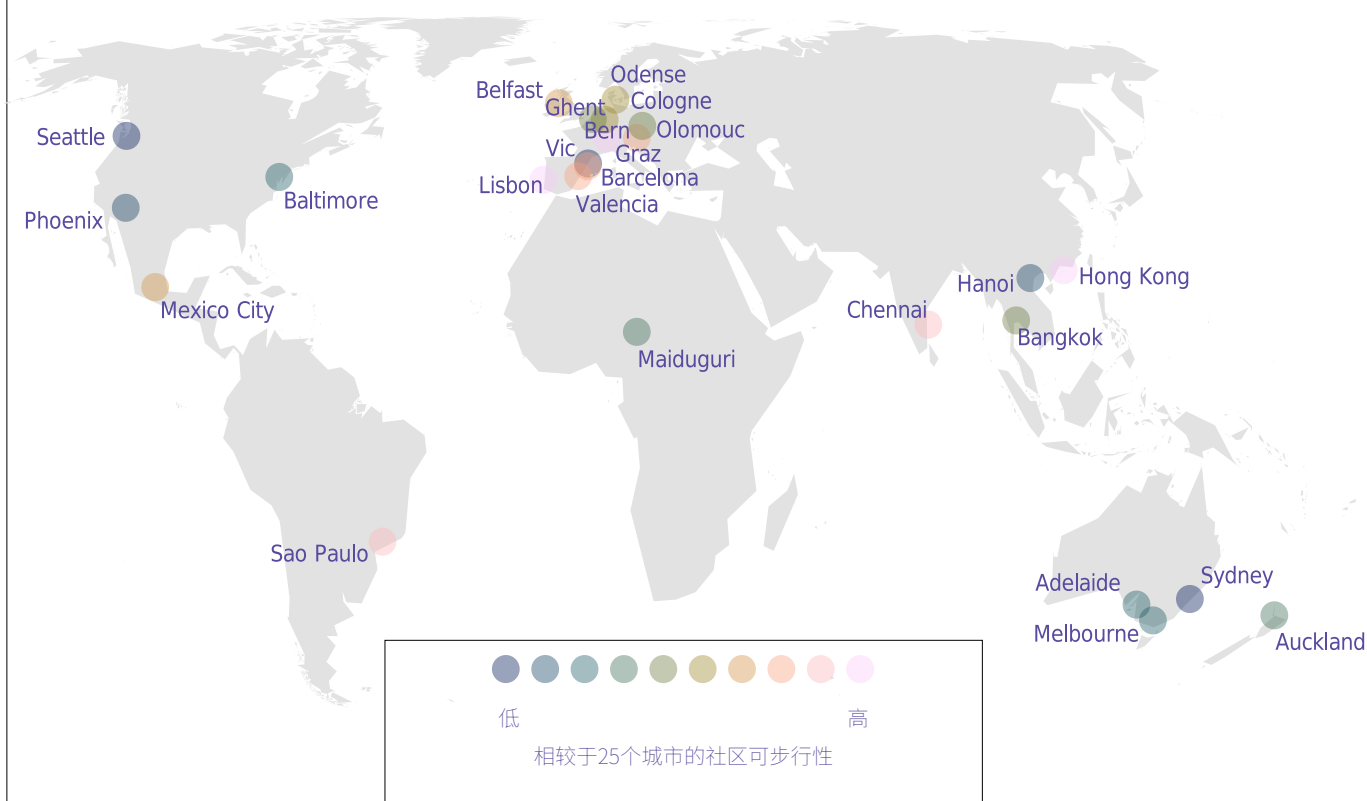 Odense
Belfast
Cologne
Ghent
Seattle
Bern
Olomouc
Vic
Graz
Lisbon
Barcelona
Baltimore
Valencia
Phoenix
Hanoi
Hong Kong
Mexico City
Chennai
Bangkok
Maiduguri
Sao Paulo
Sydney
Adelaide
Melbourne
Auckland
低
高
相较于25个城市的社区可步行性